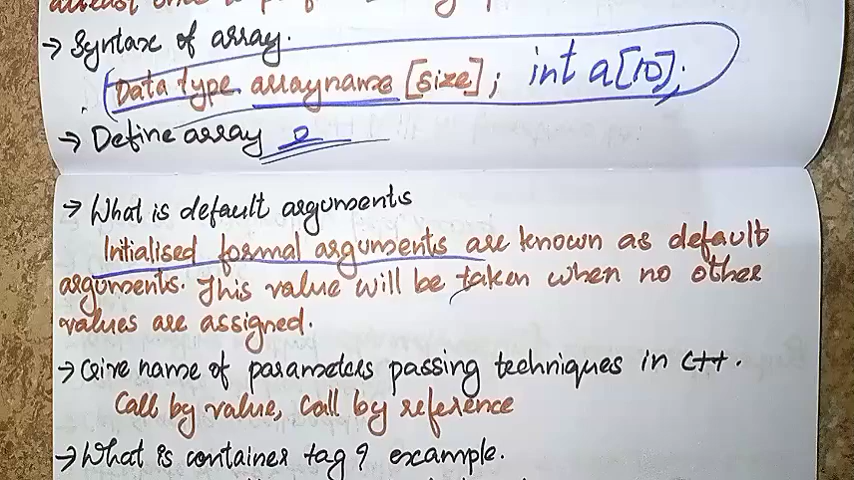 → Syntax of array.
Data type arrayname [size]; int a[10];
→ Define array
→ What is default arguments
Initialised formal arguments are known as default
arguments. This value will be taken when no other
values are assigned.
→ Give name of parameters passing techniques in C++.
Call by value, Call by reference
→ What is container tag? example.